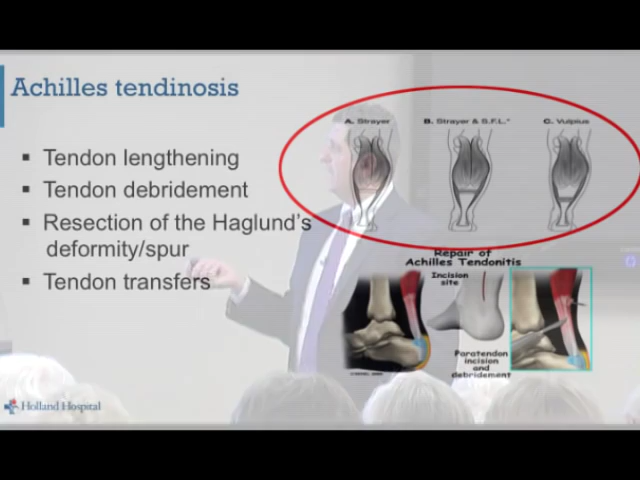 Achilles tendinosis
A. Strayer
B. Strayer & S.F.L.*
C. Vulpius
▪ Tendon lengthening
▪ Tendon debridement
▪ Resection of the Haglund's
deformity/spur
▪ Tendon transfers
Repair of
Achilles Tendonitis
Incision
site
Paratendon
incision
and
debridement
Holland Hospital